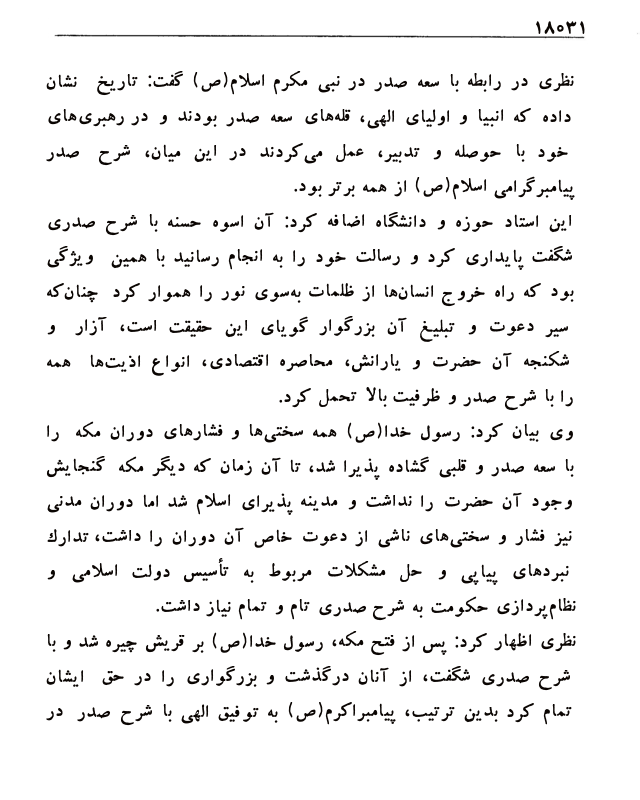 ۱۸۰۳۱
نظری در رابطه با سعه صدر در نبی مکرم اسلام(ص) گفت: تاریخ نشان
داده که انبیا و اولیای الهی، قله‌های سعه صدر بودند و در رهبری‌های
خود با حوصله و تدبیر، عمل می‌کردند در این میان، شرح صدر
پیامبرگرامی اسلام(ص) از همه برتر بود.
این استاد حوزه و دانشگاه اضافه کرد: آن اسوه حسنه با شرح صدری
شگفت پایداری کرد و رسالت خود را به انجام رسانید با همین ویژگی
بود که راه خروج انسان‌ها از ظلمات به‌سوی نور را هموار کرد چنان‌که
سیر دعوت و تبلیغ آن بزرگوار گویای این حقیقت است، آزار و
شکنجه آن حضرت و یارانش، محاصره اقتصادی، انواع اذیت‌ها همه
را با شرح صدر و ظرفیت بالا تحمل کرد.
وی بیان کرد: رسول خدا(ص) همه سختی‌ها و فشارهای دوران مکه را
با سعه صدر و قلبی گشاده پذیرا شد، تا آن زمان که دیگر مکه گنجایش
وجود آن حضرت را نداشت و مدینه پذیرای اسلام شد اما دوران مدنی
نیز فشار و سختی‌های ناشی از دعوت خاص آن دوران را داشت، تدارك
نبردهای پیاپی و حل مشکلات مربوط به تأسیس دولت اسلامی و
نظام‌پردازی حکومت به شرح صدری تام و تمام نیاز داشت.
نظری اظهار کرد: پس از فتح مکه، رسول خدا(ص) بر قریش چیره شد و با
شرح صدری شگفت، از آنان درگذشت و بزرگواری را در حق ایشان
تمام کرد بدین ترتیب، پیامبراکرم(ص) به توفیق الهی با شرح صدر در